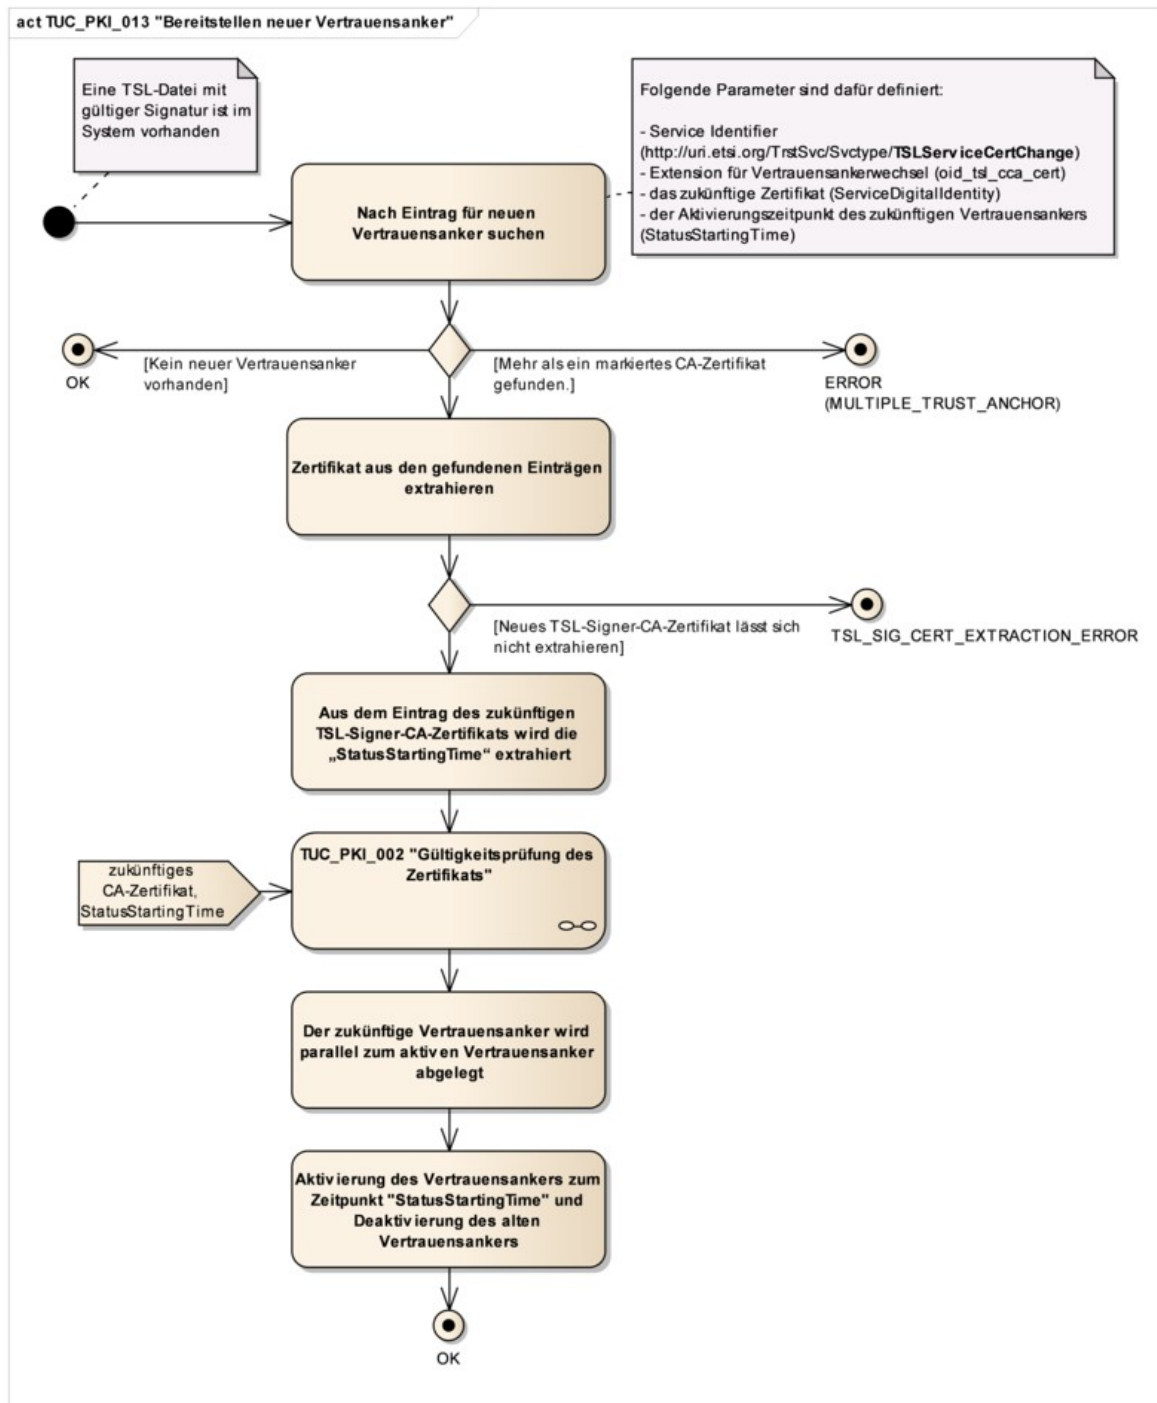 act TUC_PKI_013 "Bereitstellen neuer Vertrauensanker"
Eine TSL-Datei mit
gültiger Signatur ist im
System vorhanden
Folgende Parameter sind dafür definiert:
- Service Identifier
(http://uri.etsi.org/TrstSvc/Svctype/TSLServiceCertChange)
- Extension für Vertrauensankerwechsel (oid_tsl_cca_cert)
- das zukünftige Zertifikat (ServiceDigitalIdentity)
- der Aktivierungszeitpunkt des zukünftigen Vertrauensankers
(StatusStartingTime)
Nach Eintrag für neuen
Vertrauensanker suchen
[Kein neuer Vertrauensanker
vorhanden]
OK
[Mehr als ein markiertes CA-Zertifikat
gefunden.]
ERROR
(MULTIPLE_TRUST_ANCHOR)
Zertifikat aus den gefundenen Einträgen
extrahieren
[Neues TSL-Signer-CA-Zertifikat lässt sich
nicht extrahieren]
TSL_SIG_CERT_EXTRACTION_ERROR
Aus dem Eintrag des zukünftigen
TSL-Signer-CA-Zertifikats wird die
„StatusStartingTime“ extrahiert
zukünftiges
CA-Zertifikat,
StatusStartingTime
TUC_PKI_002 "Gültigkeitsprüfung des
Zertifikats"
Der zukünftige Vertrauensanker wird
parallel zum aktiven Vertrauensanker
abgelegt
Aktivierung des Vertrauensankers zum
Zeitpunkt "StatusStartingTime" und
Deaktivierung des alten
Vertrauensankers
OK